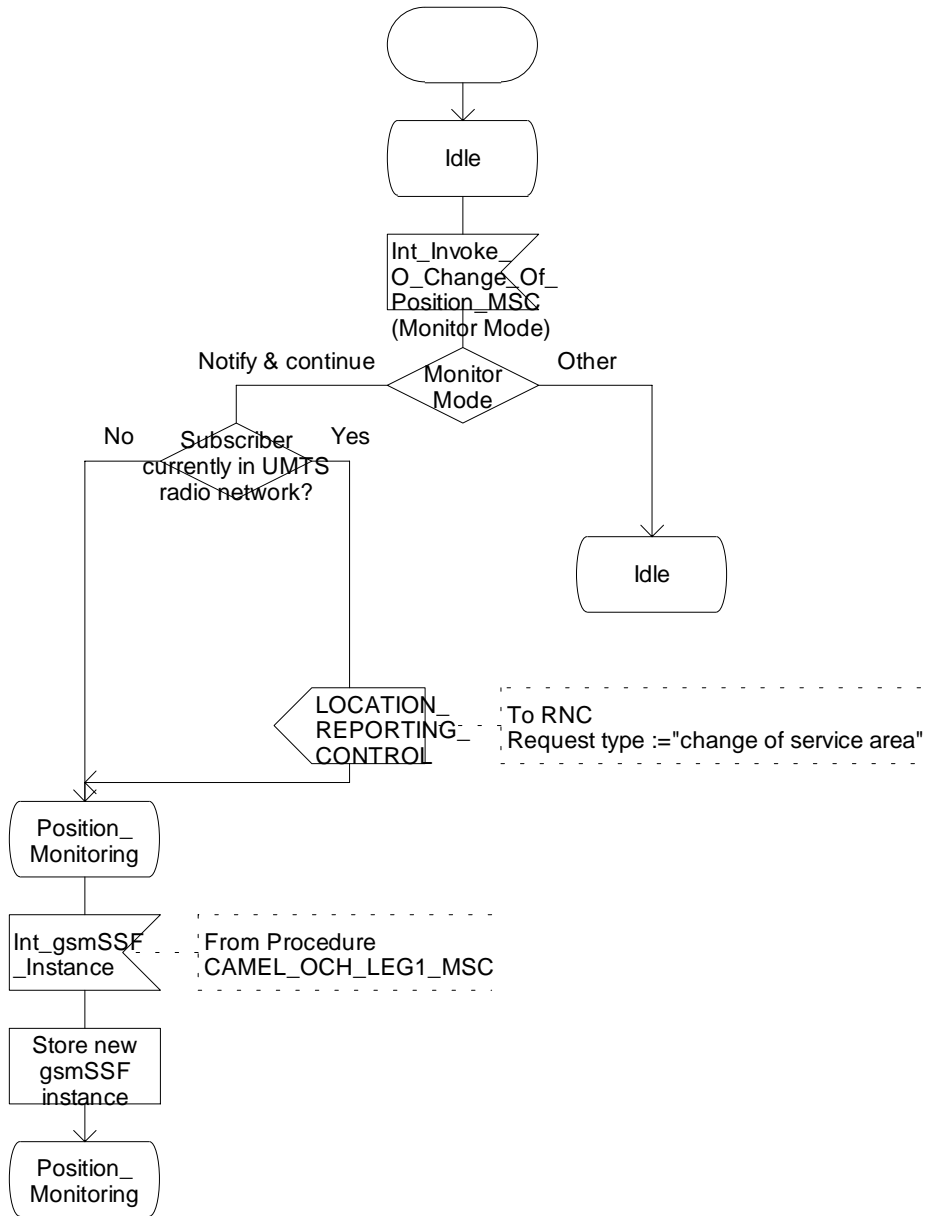 Idle
Int_Invoke_
O_Change_Of_
Position_MSC
(Monitor Mode)
Notify & continue
Monitor
Mode
Other
No
Subscriber
currently in UMTS
radio network?
Yes
Idle
LOCATION_
REPORTING_
CONTROL
To RNC
Request type :="change of service area"
Position_
Monitoring
Int_gsmSSF
_Instance
From Procedure
CAMEL_OCH_LEG1_MSC
Store new
gsmSSF
instance
Position_
Monitoring